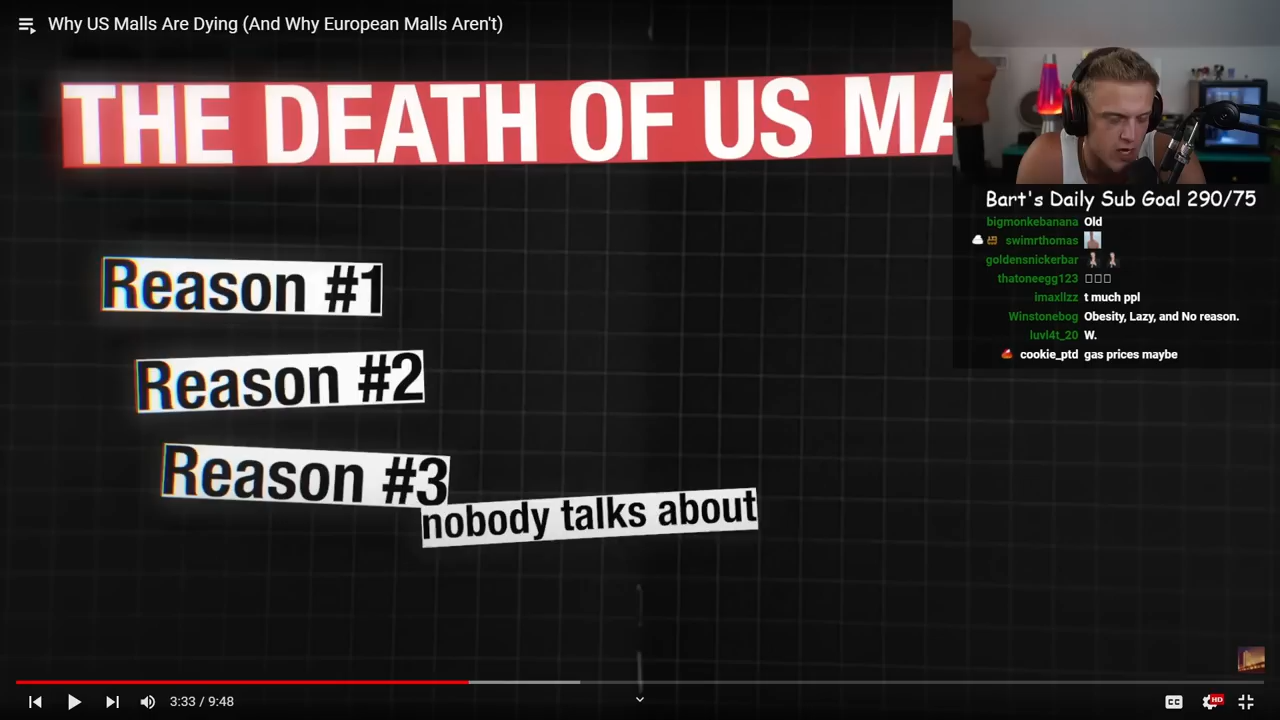 Why US Malls Are Dying (And Why European Malls Aren't)
THE DEATH OF US MA
Reason #1
Reason #2
Reason #3
nobody talks about
Bart's Daily Sub Goal 290/75
bigmonkebanana Old
swimrthomas
goldensnickerbar
thatoneegg123
imaxllzz t much ppl
Winstonebog Obesity, Lazy, and No reason.
luvl4t_20 W.
cookie_ptd gas prices maybe
3:33 / 9:48
CC
HD